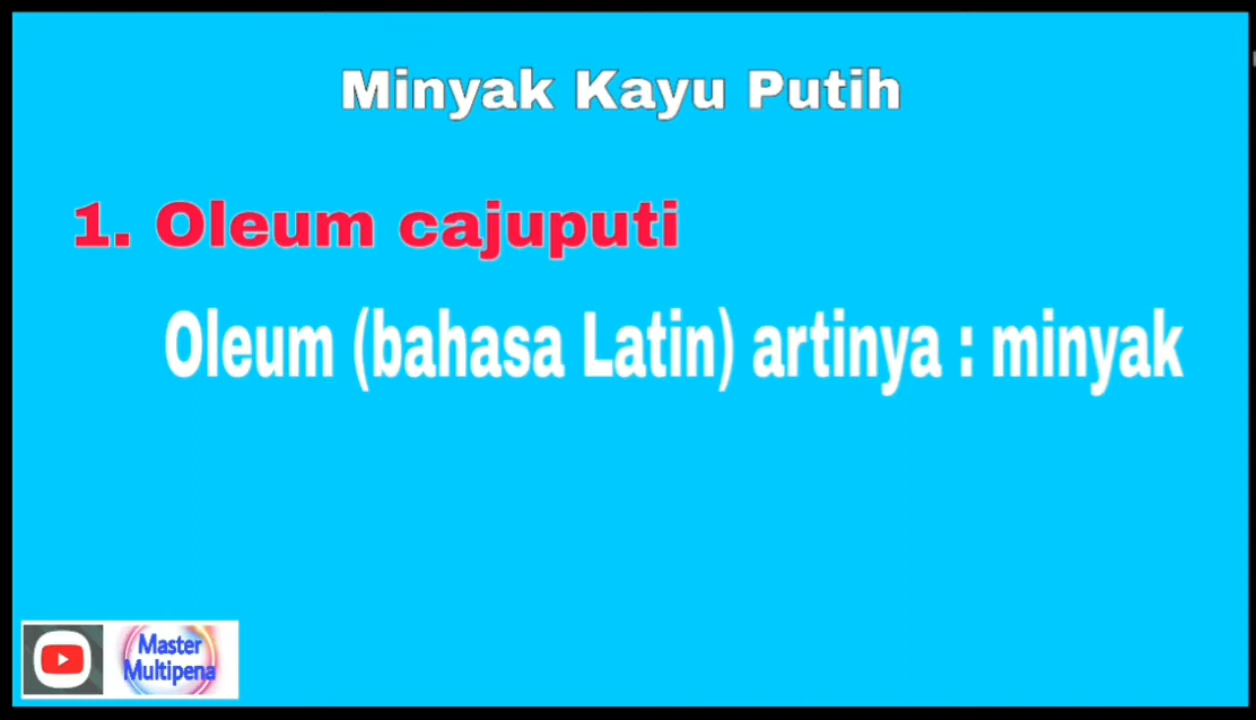 Minyak Kayu Putih
1. Oleum cajuputi
Oleum (bahasa Latin) artinya : minyak
Master
Multipena